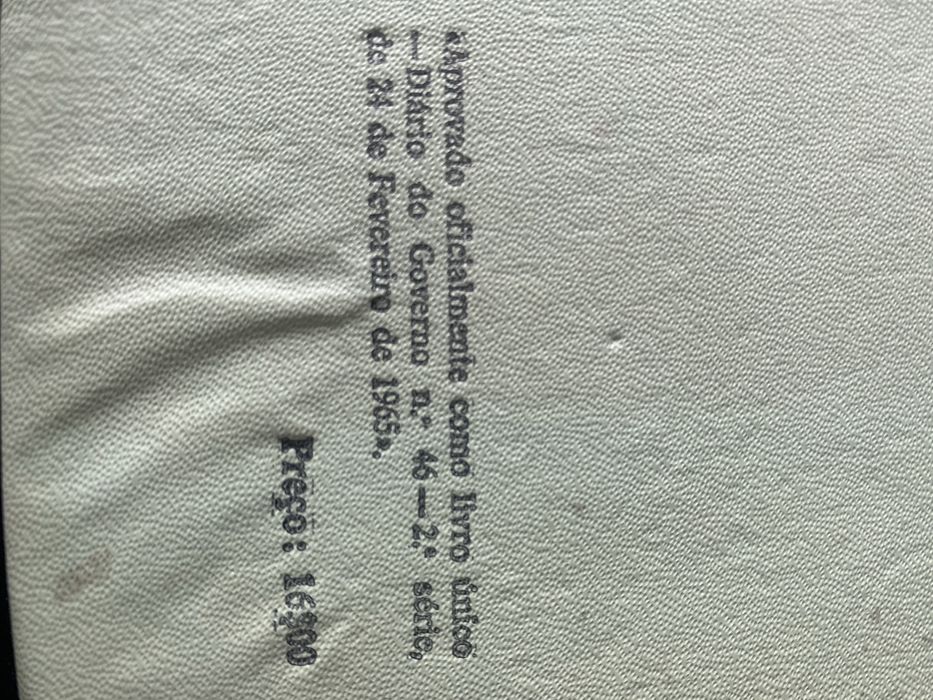 «Aprovado oficialmente como livro único
—Diário do Governo n.º 46—2.ª série,
de 24 de Fevereiro de 1965».
Preço: 16$00